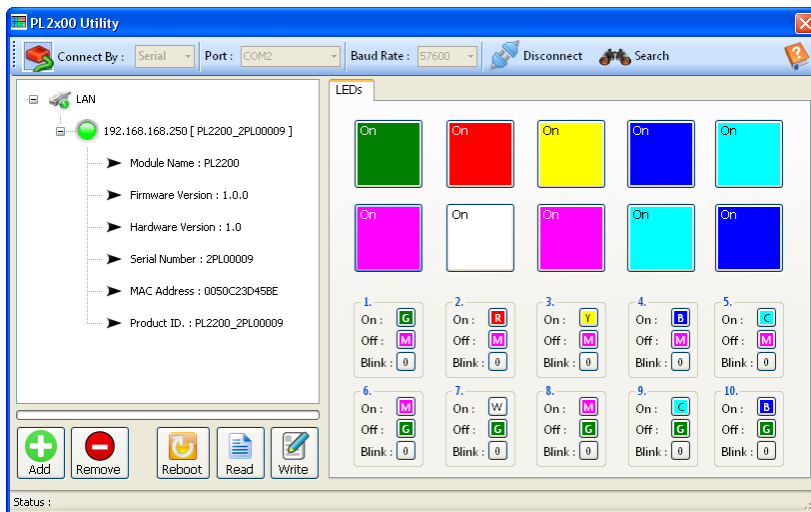 PL2x00 Utility
Connect By : Serial Port : COM2 Baud Rate : 57600 Disconnect Search
LAN
192.168.168.250 [ PL2200_2PL00009 ]
Module Name : PL2200
Firmware Version : 1.0.0
Hardware Version : 1.0
Serial Number : 2PL00009
MAC Address : 0050C23D45BE
Product ID. : PL2200_2PL00009
Add Remove Reboot Read Write
LEDs
On On On On On
On On On On On
1. 2. 3. 4. 5.
On : G On : R On : Y On : B On : C
Off : M Off : M Off : M Off : M Off : M
Blink : 0 Blink : 0 Blink : 0 Blink : 0 Blink : 0
6. 7. 8. 9. 10.
On : M On : W On : M On : C On : B
Off : G Off : G Off : G Off : G Off : G
Blink : 0 Blink : 0 Blink : 0 Blink : 0 Blink : 0
Status :